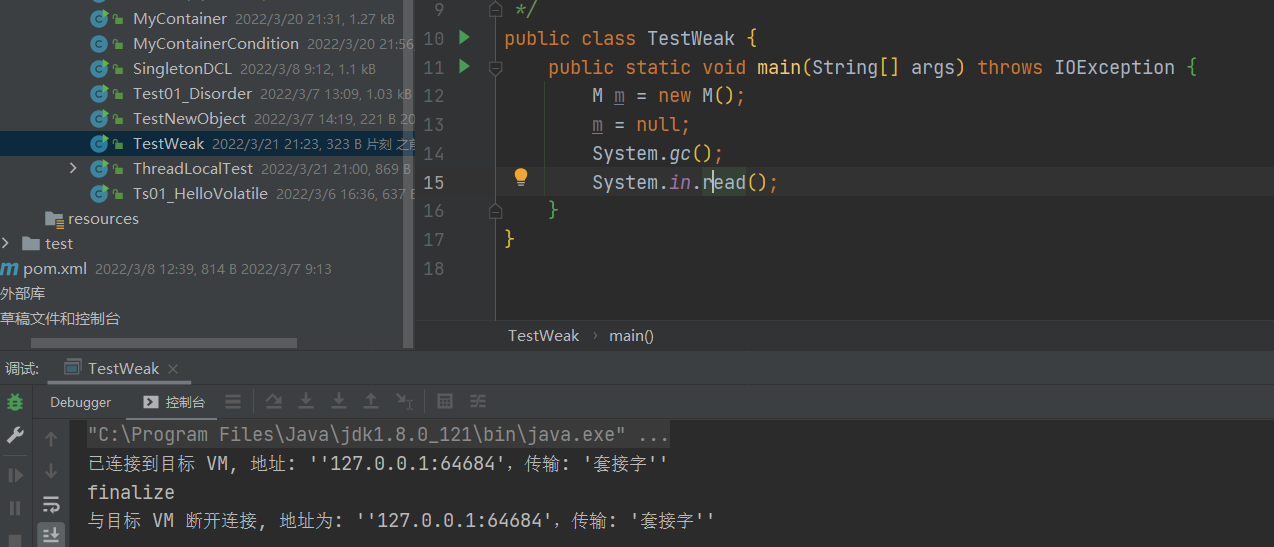 MyContainer 2022/3/20 21:31, 1.27 kB
MyContainerCondition 2022/3/20 21:56
SingletonDCL 2022/3/8 9:12, 1.1 kB
Test01_Disorder 2022/3/7 13:09, 1.03 kB
TestNewObject 2022/3/7 14:19, 221 B 20
TestWeak 2022/3/21 21:23, 323 B 片刻 之前
ThreadLocalTest 2022/3/21 21:00, 869 B
Ts01_HelloVolatile 2022/3/6 16:36, 637 B
resources
test
pom.xml 2022/3/8 12:39, 814 B 2022/3/7 9:13
外部库
草稿文件和控制台
9 */
10 public class TestWeak {
11 public static void main(String[] args) throws IOException {
12 M m = new M();
13 m = null;
14 System.gc();
15 System.in.read();
16 }
17 }
18
TestWeak › main()
调试: TestWeak ×
Debugger 控制台
"C:\Program Files\Java\jdk1.8.0_121\bin\java.exe" ...
已连接到目标 VM, 地址: ''127.0.0.1:64684'，传输: '套接字''
finalize
与目标 VM 断开连接, 地址为: ''127.0.0.1:64684'，传输: '套接字''